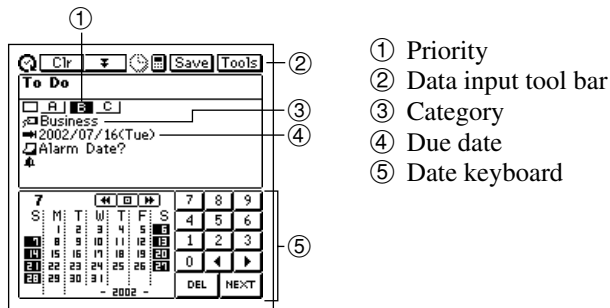 ①
Clr Save Tools ②
To Do
A B C
Business ③
➡2002/07/16(Tue) ④
Alarm Date?
7 7 8 9
S M T W T F S 4 5 6
1 2 3 4 5 6 1 2 3
7 8 9 10 11 12 13 0
14 15 16 17 18 19 20
21 22 23 24 25 26 27 DEL NEXT
28 29 30 31
- 2002 -
⑤
① Priority
② Data input tool bar
③ Category
④ Due date
⑤ Date keyboard